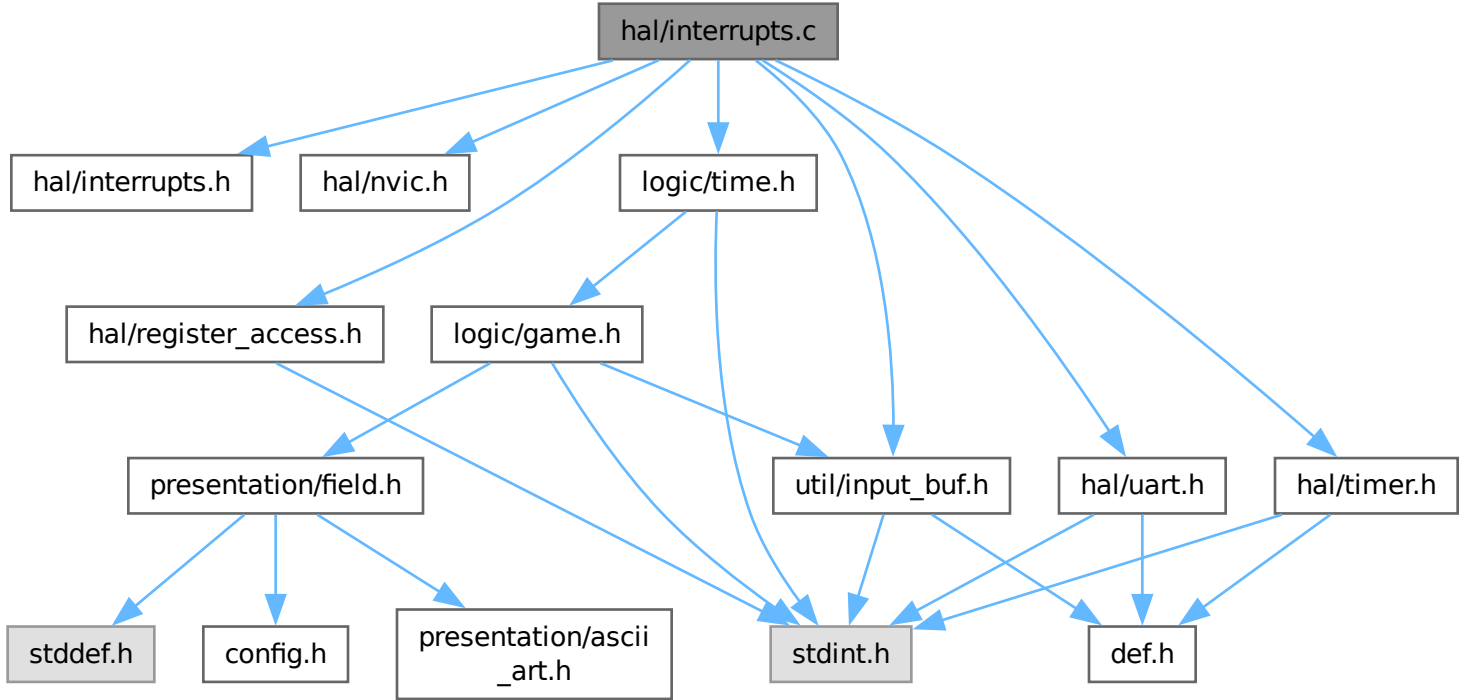 hal/interrupts.c
hal/interrupts.h
hal/nvic.h
logic/time.h
hal/register_access.h
logic/game.h
presentation/field.h
util/input_buf.h
hal/uart.h
hal/timer.h
stddef.h
config.h
presentation/ascii
_art.h
stdint.h
def.h